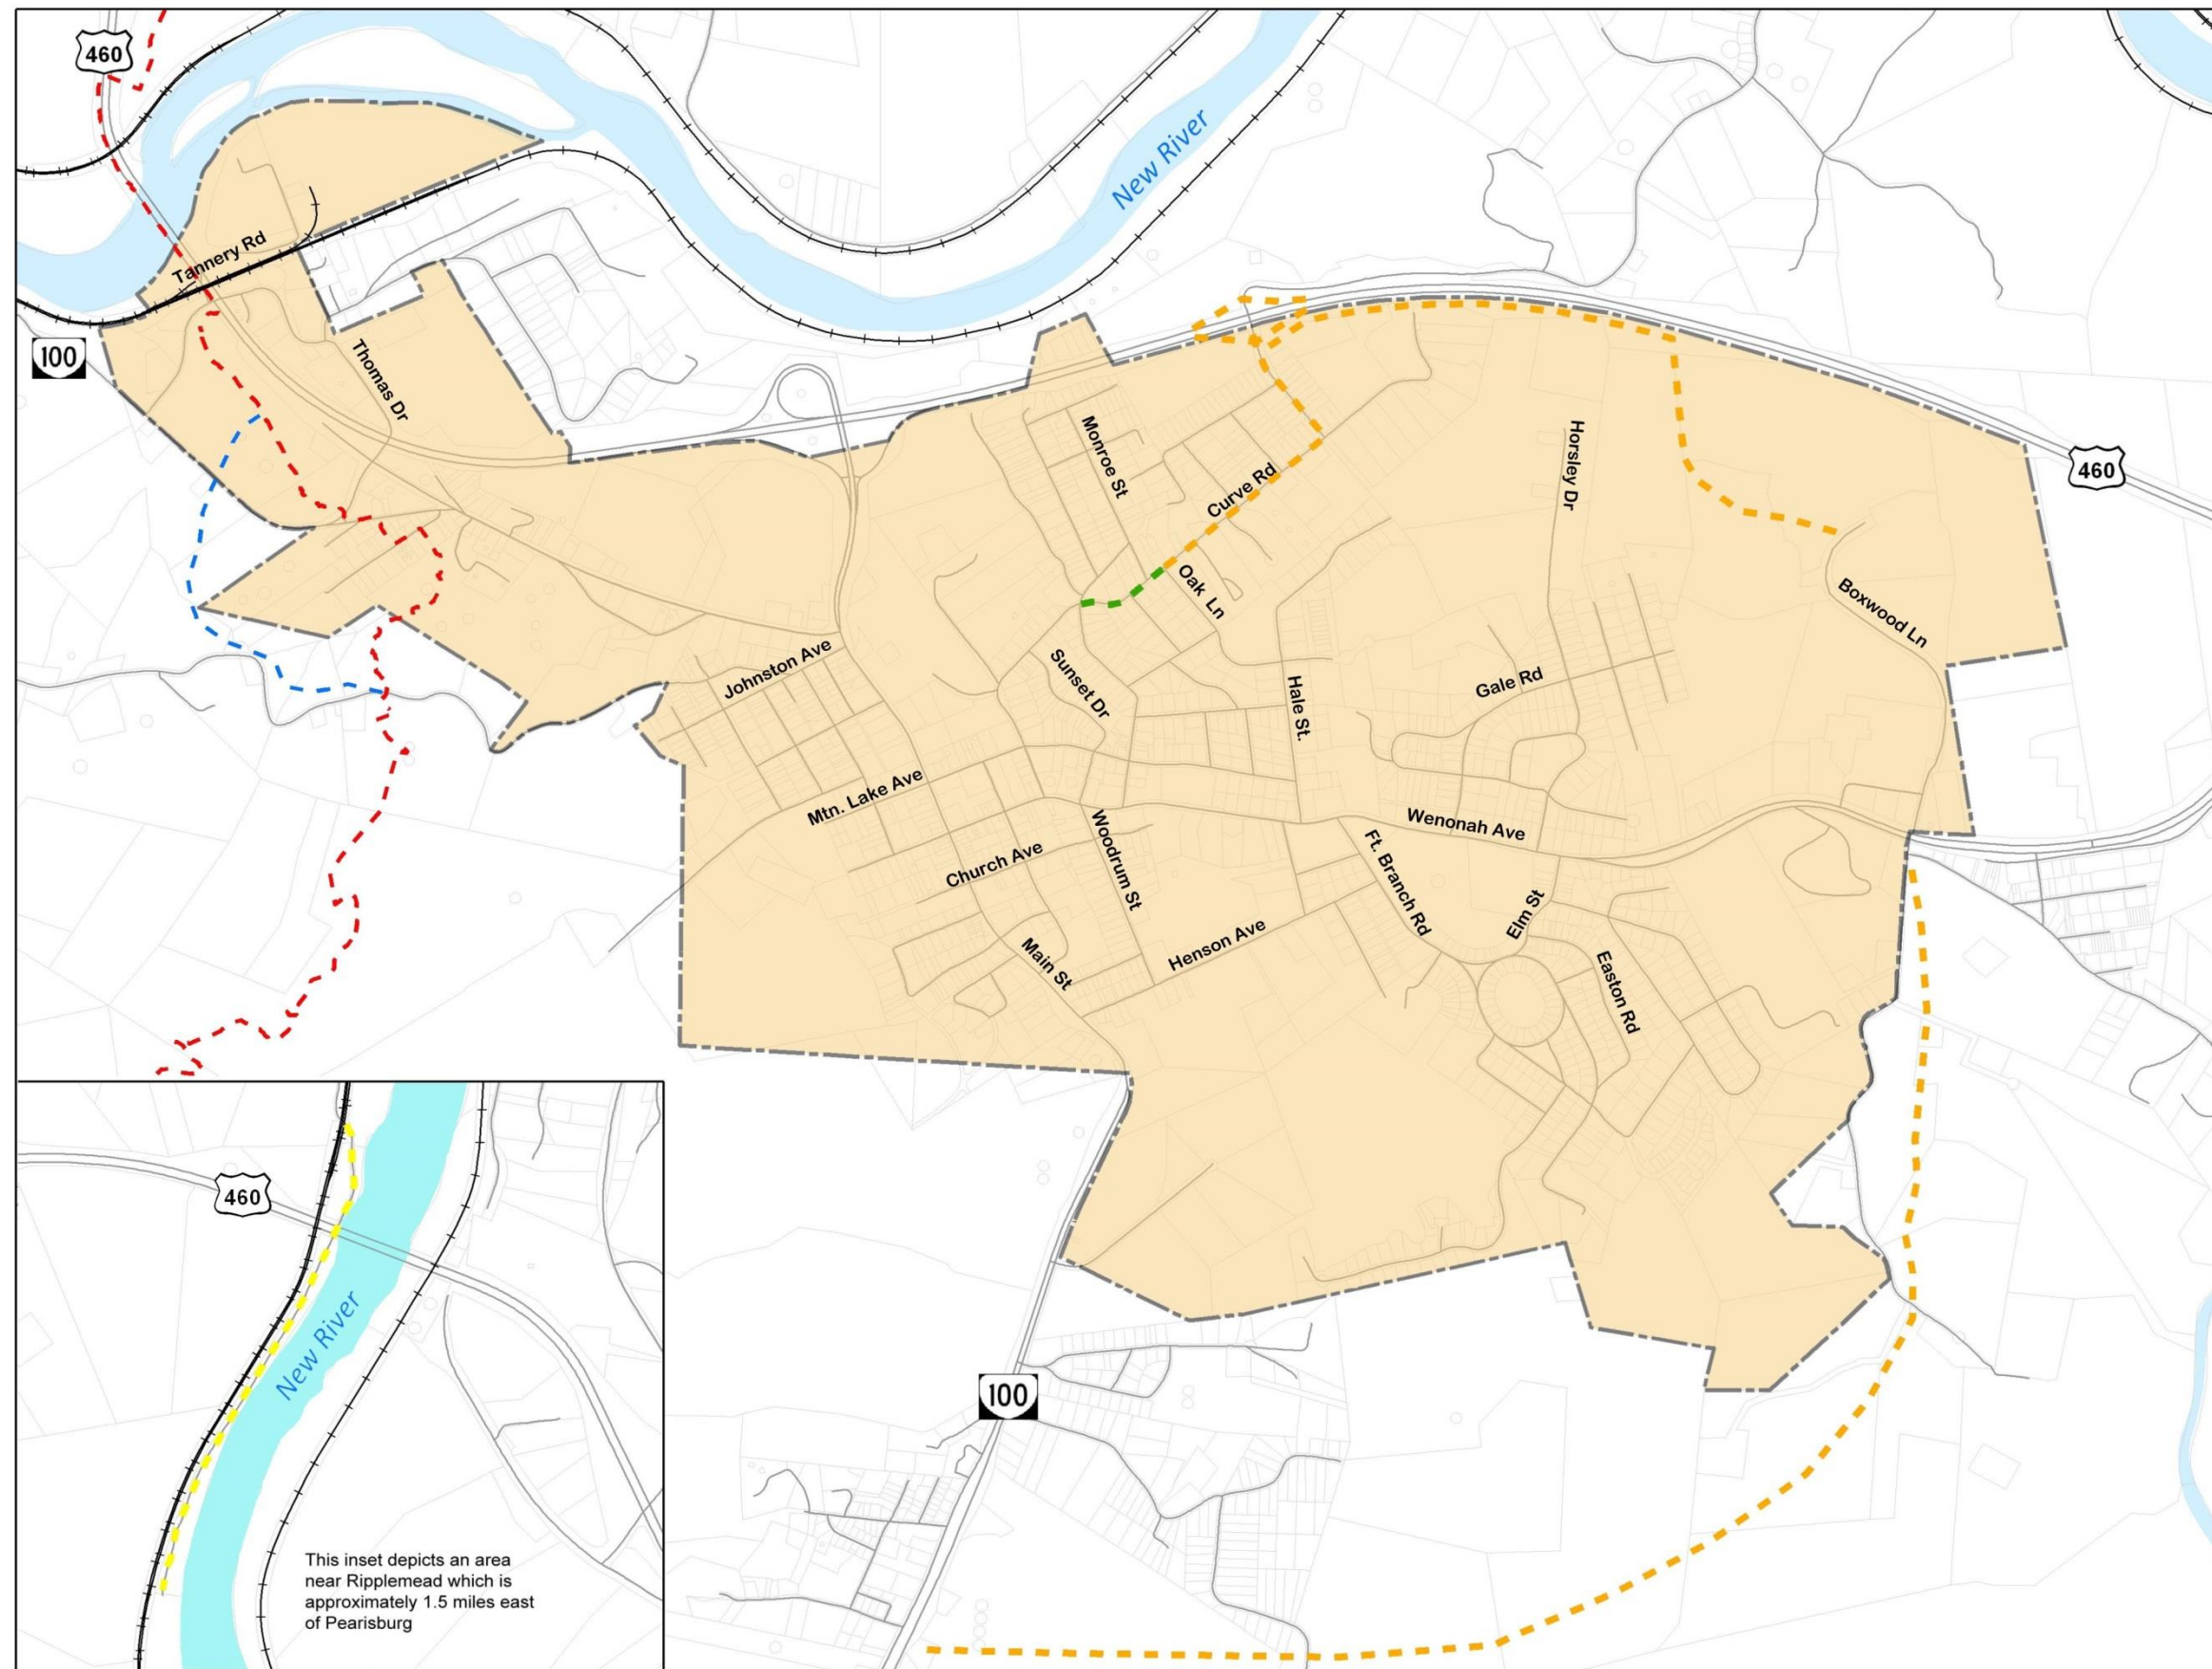 460
New River
Tannery Rd
100
Thomas Dr
Monroe St
Curve Rd
Horsley Dr
460
Oak Ln
Boxwood Ln
Johnston Ave
Sunset Dr
Hale St.
Gale Rd
Mtn. Lake Ave
Woodrum St
Wenonah Ave
Church Ave
Ft. Branch Rd
Elm St
Henson Ave
Main St
Easton Rd
460
New River
100
This inset depicts an area
near Ripplemead which is
approximately 1.5 miles east
of Pearisburg